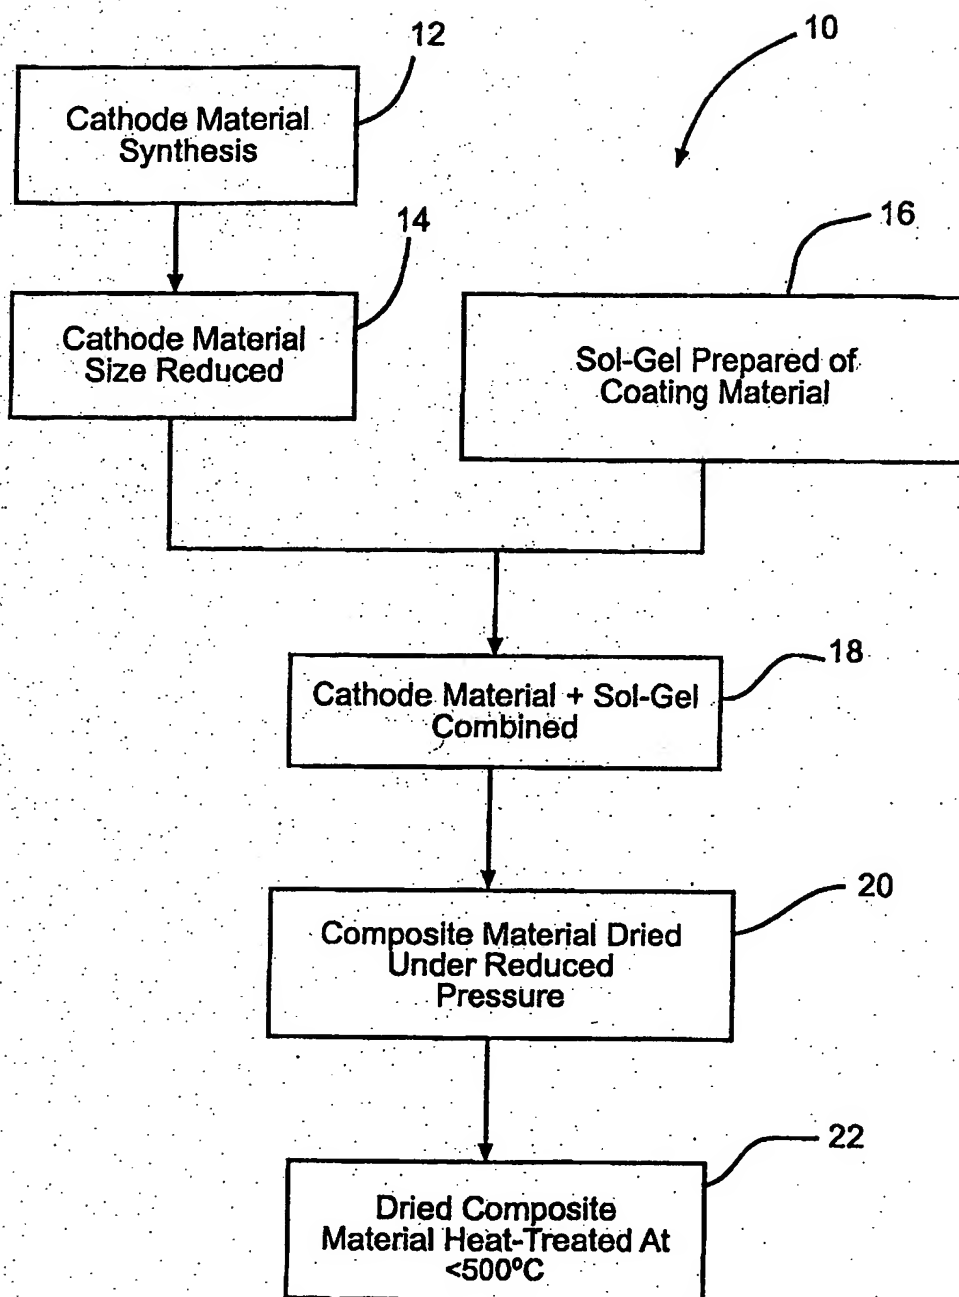 10
12
Cathode Material
Synthesis
14
Cathode Material
Size Reduced
16
Sol-Gel Prepared of
Coating Material
18
Cathode Material + Sol-Gel
Combined
20
Composite Material Dried
Under Reduced
Pressure
22
Dried Composite
Material Heat-Treated At
<500ºC